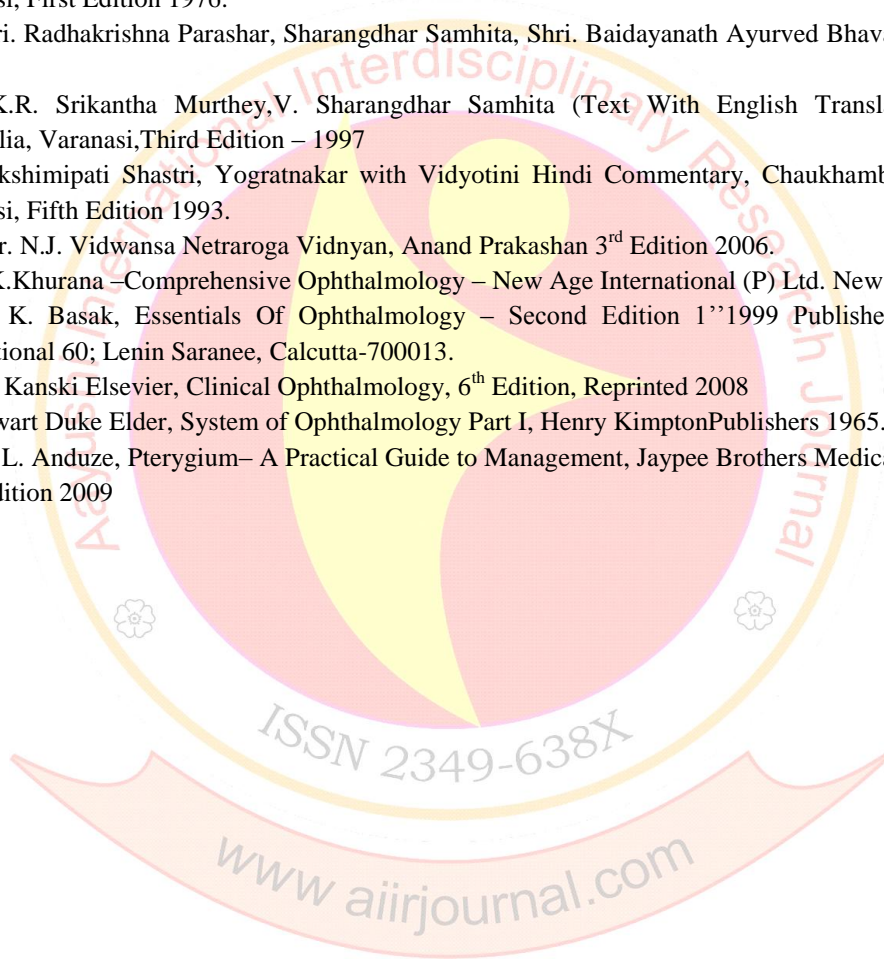 si, First Edition 1976.
ri. Radhakrishna Parashar, Sharangdhar Samhita, Shri. Baidayanath Ayurved Bhava
K.R. Srikantha Murthey,V. Sharangdhar Samhita (Text With English Transl
lia, Varanasi,Third Edition – 1997
kshimipati Shastri, Yogratnakar with Vidyotini Hindi Commentary, Chaukhamb
si, Fifth Edition 1993.
r. N.J. Vidwansa Netraroga Vidnyan, Anand Prakashan 3rd Edition 2006.
K.Khurana –Comprehensive Ophthalmology – New Age International (P) Ltd. New
K. Basak, Essentials Of Ophthalmology – Second Edition 1’’1999 Publishe
tional 60; Lenin Saranee, Calcutta-700013.
Kanski Elsevier, Clinical Ophthalmology, 6th Edition, Reprinted 2008
wart Duke Elder, System of Ophthalmology Part I, Henry KimptonPublishers 1965.
L. Anduze, Pterygium– A Practical Guide to Management, Jaypee Brothers Medica
dition 2009
Aayushi International Interdisciplinary Research Journal
ISSN 2349-638X
www aiirjournal.com